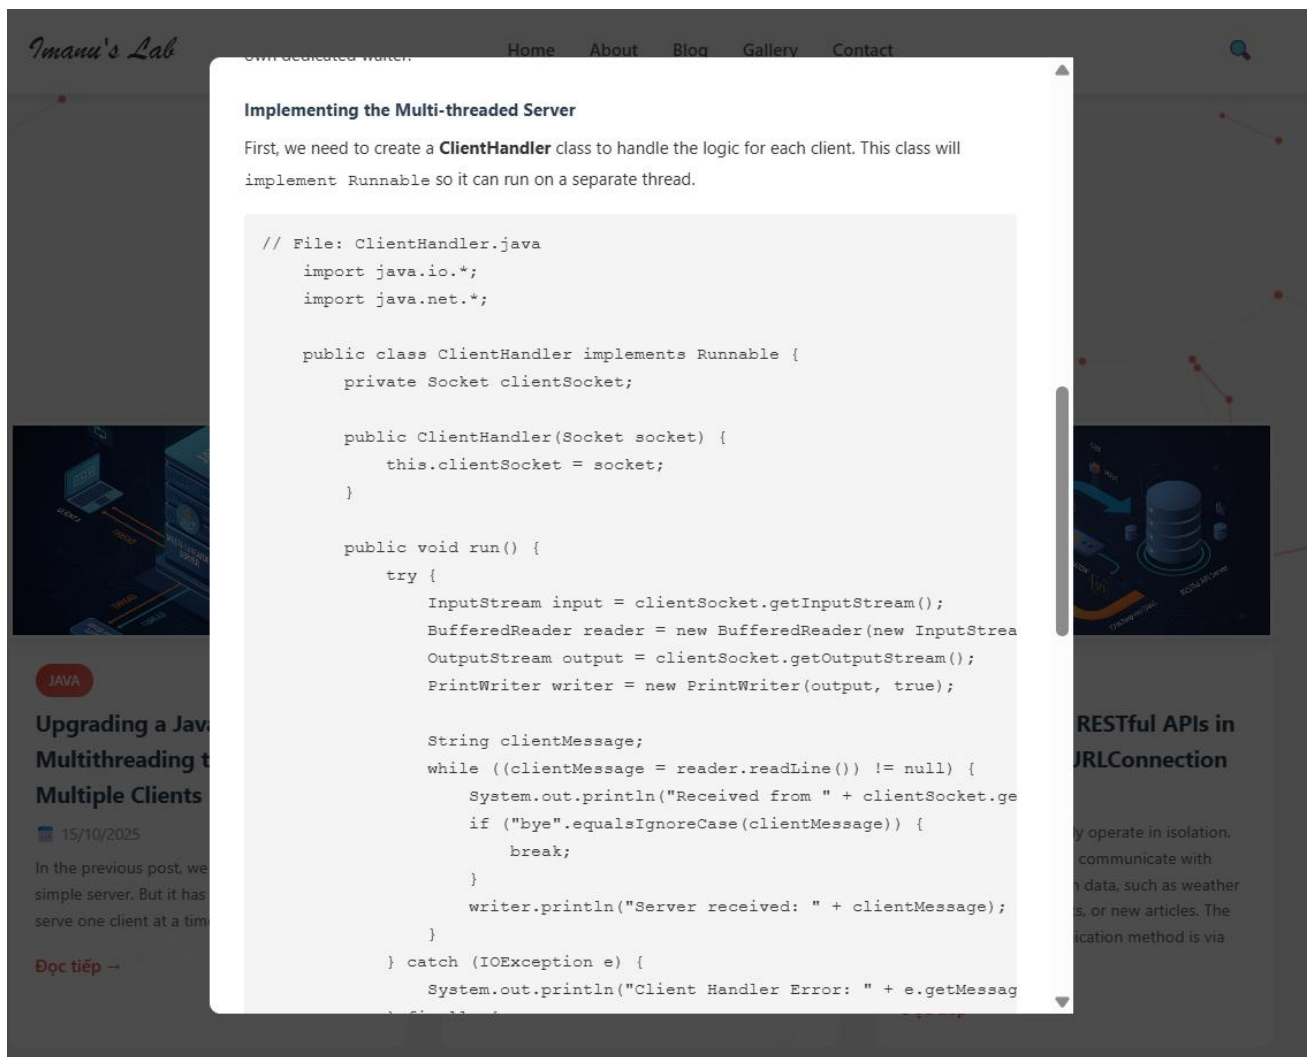 Imanu's Lab
Home About Blog Gallery Contact
own dedicated waiter.
Implementing the Multi-threaded Server
First, we need to create a ClientHandler class to handle the logic for each client. This class will
implement Runnable so it can run on a separate thread.
// File: ClientHandler.java
import java.io.*;
import java.net.*;
public class ClientHandler implements Runnable {
private Socket clientSocket;
public ClientHandler(Socket socket) {
this.clientSocket = socket;
}
public void run() {
try {
InputStream input = clientSocket.getInputStream();
BufferedReader reader = new BufferedReader(new InputStrea
OutputStream output = clientSocket.getOutputStream();
PrintWriter writer = new PrintWriter(output, true);
String clientMessage;
while ((clientMessage = reader.readLine()) != null) {
System.out.println("Received from " + clientSocket.ge
if ("bye".equalsIgnoreCase(clientMessage)) {
break;
}
writer.println("Server received: " + clientMessage);
}
} catch (IOException e) {
System.out.println("Client Handler Error: " + e.getMessag
JAVA
Upgrading a Jav
Multithreading t
Multiple Clients
15/10/2025
In the previous post, we
simple server. But it has
serve one client at a tim
Đọc tiếp →
RESTful APIs in
URLConnection
y operate in isolation.
communicate with
data, such as weather
s, or new articles. The
ication method is via